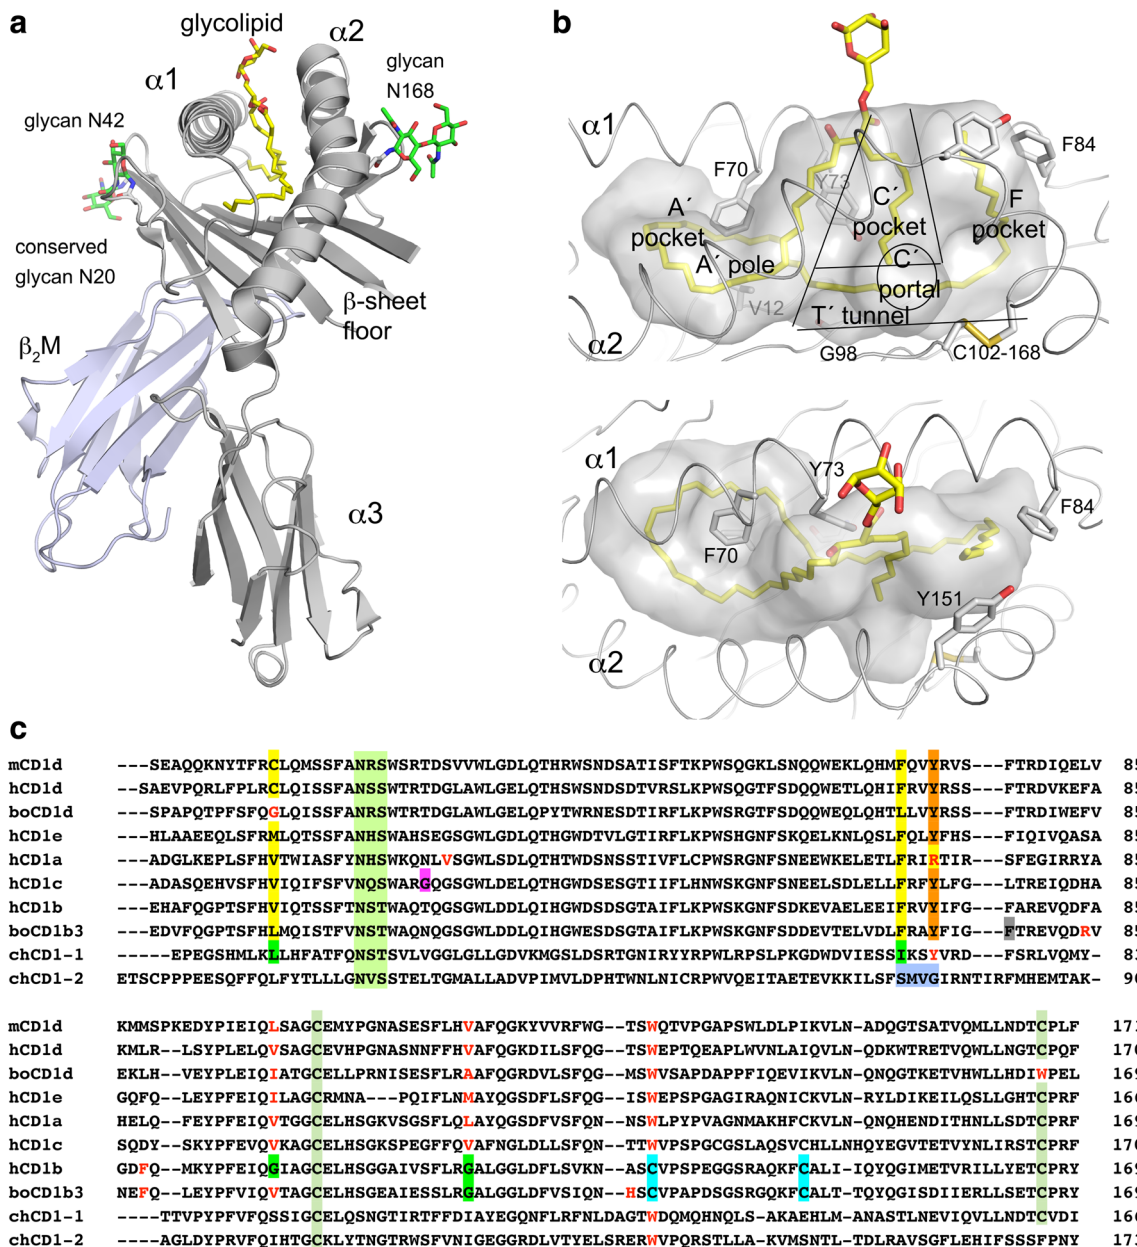 a
glycolipid
α2
α1
glycan
N168
glycan N42
conserved
glycan N20
β-sheet
floor
β2M
α3
b
α1
F84
F70
Y73
A´
pocket
C´
pocket
F
pocket
A´ pole
C´
portal
V12
T´ tunnel
α2
G98
C102-168
α1
Y73
F84
F70
Y151
α2
c
mCD1d ---SEAQQKNYTFRCLQMSSFANRSWSRTDSVVWLGDLQTHRWSNDSATISFTKPWSQGKLSNQQWEKLQHMFQVYRVS---FTRDIQELV 85
hCD1d ---SAEVPQRLFPLRCLQISSFANSSWTRTDGLAWLGELQTHSWSNDSDTVRSLKPWSQGTFSDQQWETLQHIFRVYRSS---FTRDVKEFA 85
boCD1d ---SPAPQTPFSFQGLQISSFANRSWTRTDGLAWLGELQPYTWRNESDTIRFLKPWSRGTFSDQQWEQLQHTLLVYRSS---FTRDIWEFV 85
hCD1e ---HLAAEEQLSFRMLQTSSFANHSWAHSEGSGWLGDLQTHGWDTVLGTIRFLKPWSHGNFSKQELKNLQSLFQLYFHS---FIQIVQASA
hCD1a ---ADGLKEPLSFHVTWIASFYNHSWKQNLVSGWLSDLQTHTWDSNSSTIVFLCPWSRGNFSNEEWKELETLFRIRTIR---SFEGIRRYA
hCD1c ---ADASQEHVSFHVIQIFSFVNQSWARGQGSGWLDELQTHGWDSESGTIIFLHNWSKGNFSNEELSDLELLFRFYLFG---LTREIQDHA
hCD1b ---EHAFQGPTSFHVIQTSSFTNSTWAQTQGSGWLDDLQIHGWDSDSGTAIFLKPWSKGNFSDKEVAELEEIFRVYIFG---FAREVQDFA 85
boCD1b3 ---EDVFQGPTSFHLMQISTFVNSTWAQNQGSGWLDDLQIHGWESDSGTAIFLKPWSKGNFSDDEVTELVDLFRAYFIG---FTREVQDRV 85
chCD1-1 ----EPEGSHMLKLLHFATFQNSTSVLVGGLGLLGDVKMGSLDSRTGNIRYYRPWLRPSLPKGDWDVIESSIKSYVRD---FSRLVQMY- 83
chCD1-2 ETSCPPPEESQFFQLFYTLLLGNVSSTELTGMALLADVPIMVLDPHTWNLNICRPWVQEITAETEVKKILSFSMVGIRNTIRFMHEMTAK- 90
mCD1d KMMSPKEDYPIEIQLSAGCEMYPGNASESFLHVAFQGKYVVRFWG---TSWQTVPGAPSWLDLPIKVLN-ADQGTSATVQMLLNDTCPLF 171
hCD1d KMLR--LSYPLELQVSAGCEVHPGNASNNFFHVAFQGKDILSFQG---TSWEPTQEAPLWVNLAIQVLN-QDKWTRETVQWLLNGTCPQF 170
boCD1d EKLH--VEYPLEIQIATGCELLPRNISESFLRAAFQGRDVLSFQG---MSWVSAPDAPPFIQEVIKVLN-QNQGTKETVHWLLHDIWPEL 169
hCD1e GQFQ--LEYPFEIQILAGCRMNA---PQIFLNMAYQGSDFLSFQG---ISWEPSPGAGIRAQNICKVLN-RYLDIKEILQSLLGHTCPRF 166
hCD1a HELQ--FEYPFEIQVTGGCELHSGKVSGSFLQLAYQGSDFVSFQN---NSWLPYPVAGNMAKHFCKVLN-QNQHENDITHNLLSDTCPRF 169
hCD1c SQDY--SKYPFEVQVKAGCELHSGKSPEGFFQVAFNGLDLLSFQN---TTWVPSPGCGSLAQSVCHLLNHQYEGVTETVYNLIRSTCPRF 170
hCD1b GDFQ---MKYPFEIQGIAGCELHSGGAIVSFLRGALGGLDFLSVKN---ASCVPSPEGGSRAQKFCALI-IQYQGIMETVRILLYETCPRY 169
boCD1b3 NEFQ--LEYPFVIQVTAGCELHSGEAIESSLRGALGGLDFVSIQN---HSCVPAPDSGSRGQKFCALT-TQYQGISDIIERLLSETCPRY 169
chCD1-1 ----TTVPYPFVFQSSIGCELQSNGTIRTFFDIAYEGQNFLRFNLDAGTWDQMQHNQLS-AKAEHLM-ANASTLNEVIQVLLNDTCVDI 166
chCD1-2 ----AGLDYPRVFQIHTGCKLYTNGTRWSFVNIGEGGRDLVTYELSRERWVPQRSTLLA-KVMSNTL-TDLRAVSGFLEHIFSSSFPNY 173